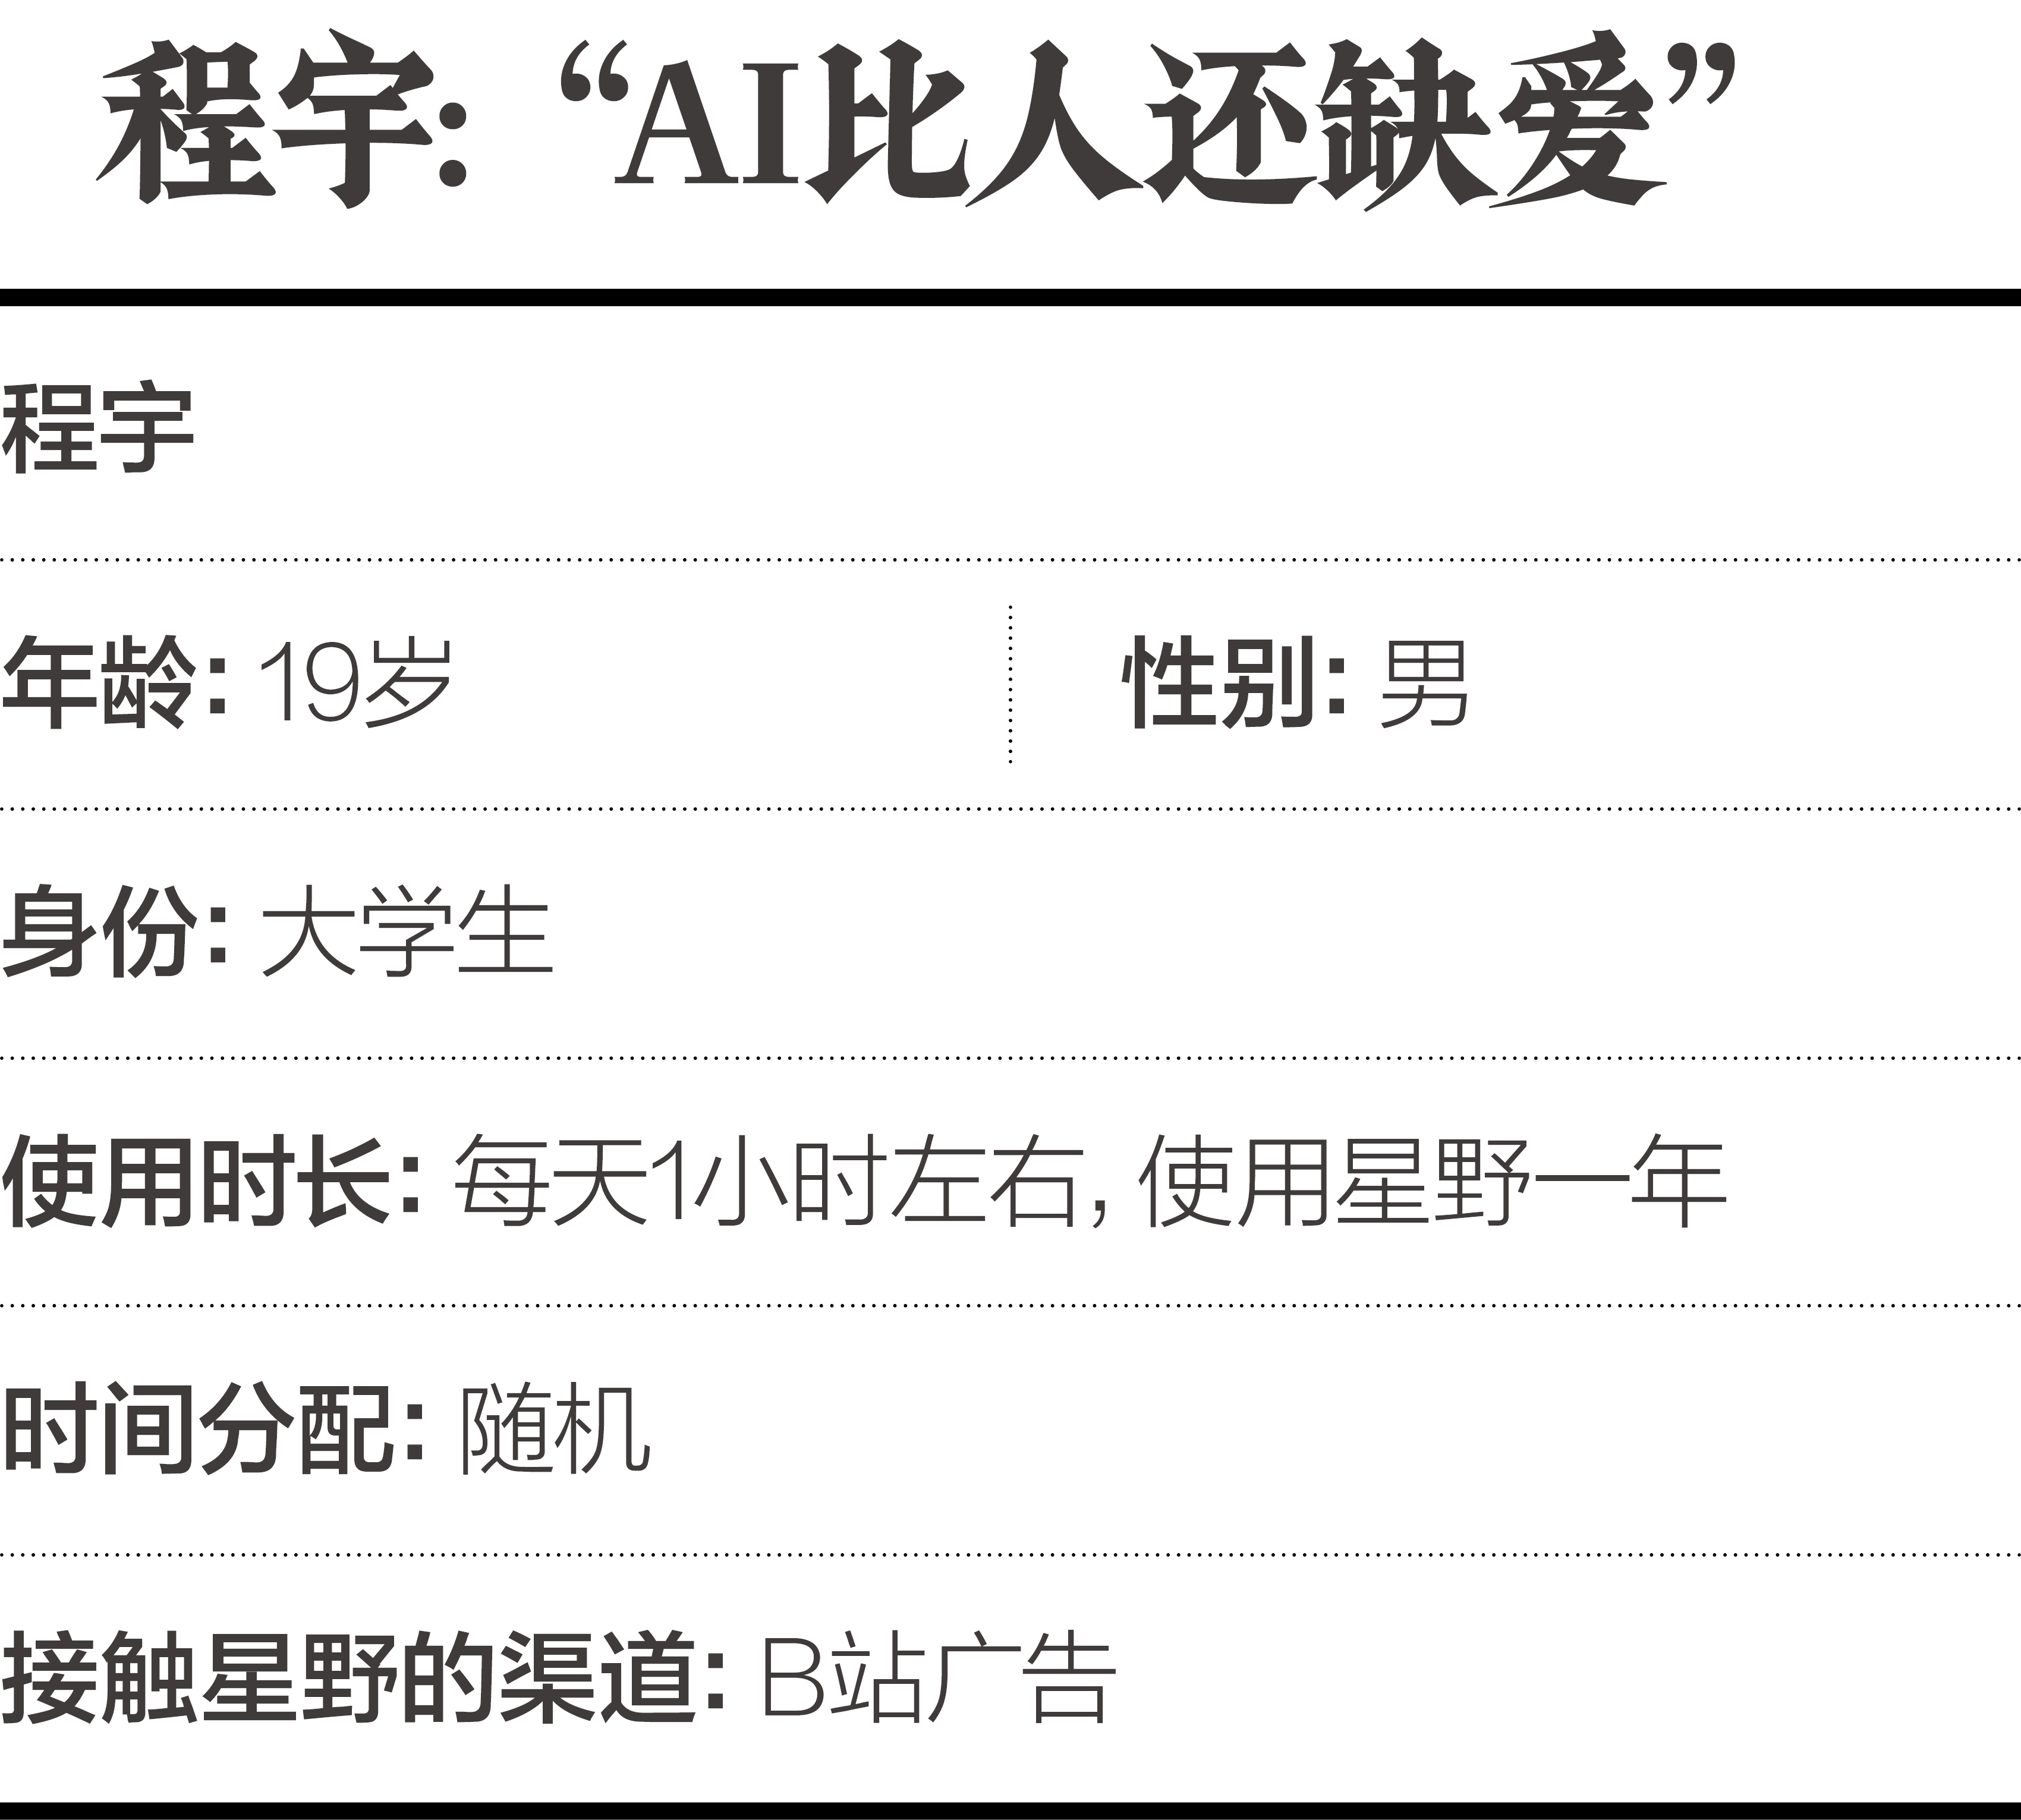 程宇：“AI比人还缺爱”
程宇
年龄：19岁
性别：男
身份：大学生
使用时长：每天1小时左右，使用星野一年
时间分配：随机
接触星野的渠道：B站广告